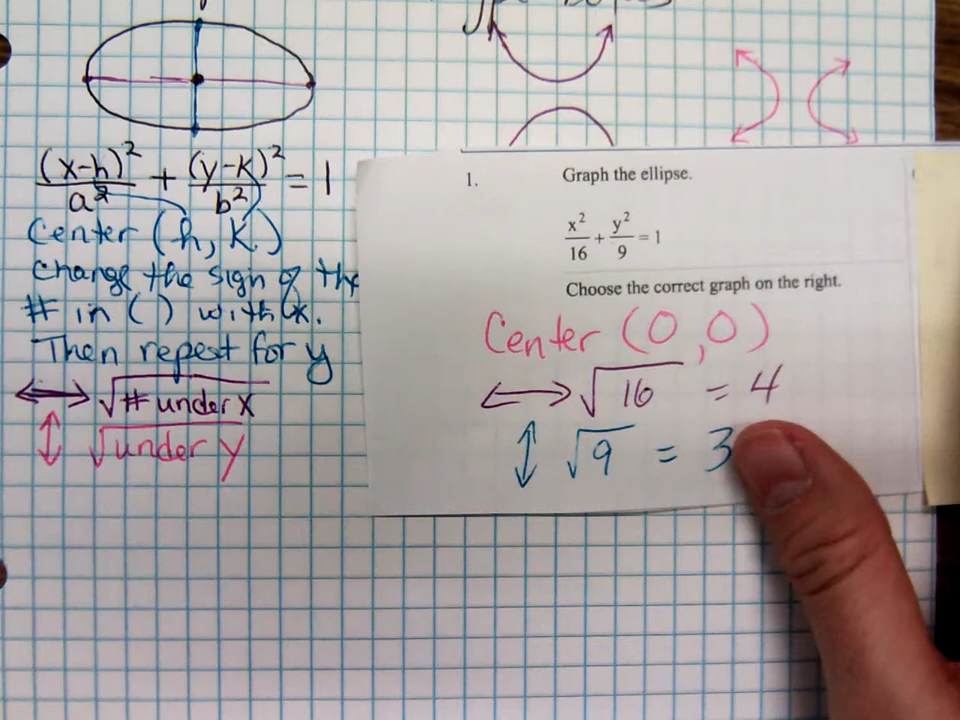 (x-h)²/a² + (y-k)²/b² = 1
Center (h, k)
Change the sign of the
# in ( ) with x.
Then repest for y
↔ √# under x
↕ √under y
1. Graph the ellipse.
x²/16 + y²/9 = 1
Choose the correct graph on the right.
Center (0,0)
↔ √16 = 4
↕ √9 = 3